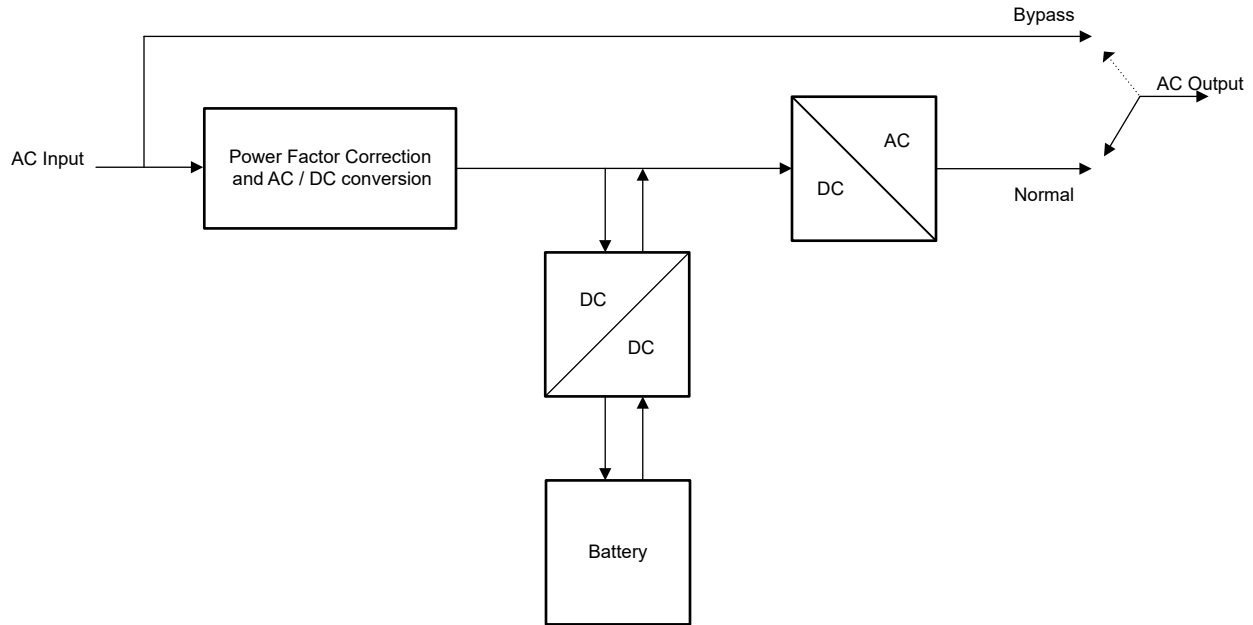 Bypass
AC Output
AC Input
Power Factor Correction
and AC / DC conversion
AC
DC
Normal
DC
DC
Battery